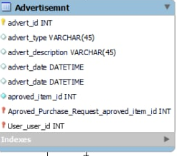 Advertisemnt
advert_id INT
advert_type VARCHAR(45)
advert_description VARCHAR(45)
advert_date DATETIME
advert_date DATETIME
aproved_item_id INT
Aproved_Purchase_Request_aproved_item_id INT
User_user_id INT
Indexes